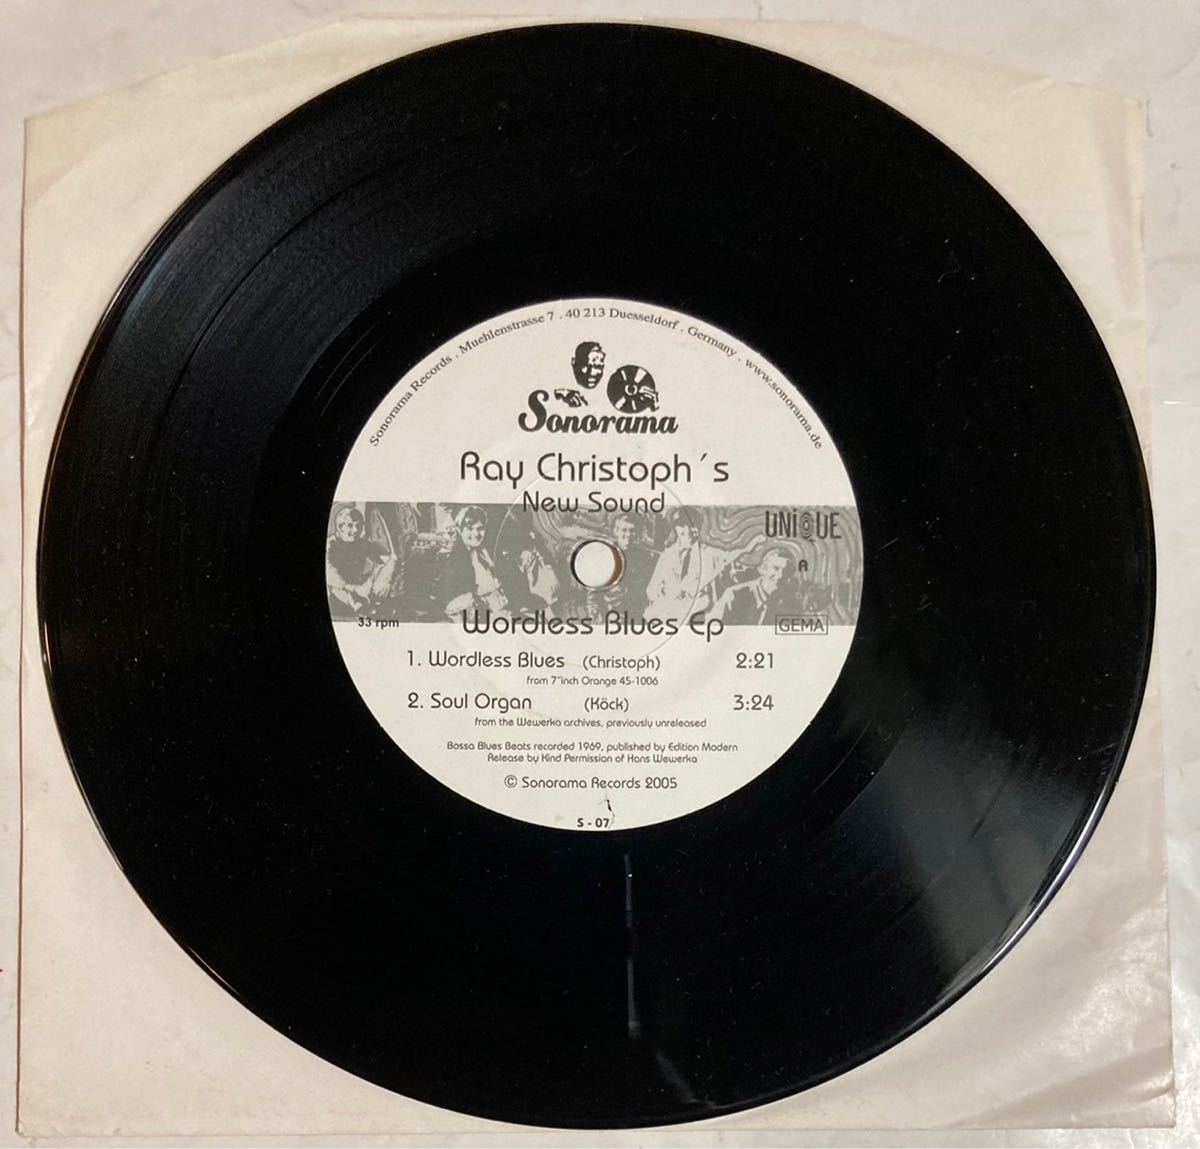 Sonorama Records . Muehlenstrasse 7 . 40 213 Duesseldorf . Germany . www.sonorama.de
Sonorama
Ray Christoph´s
New Sound
UNiQUE
A
33 rpm
Wordless Blues Ep
GEMA
1. Wordless Blues (Christoph) 2:21
from 7"inch Orange 45-1006
2. Soul Organ (Köck) 3:24
from the Wewerka archives, previously unreleased
Bossa Blues Beats recorded 1969, published by Edition Modern
Release by Kind Permission of Hans Wewerka
© Sonorama Records 2005
S - 07